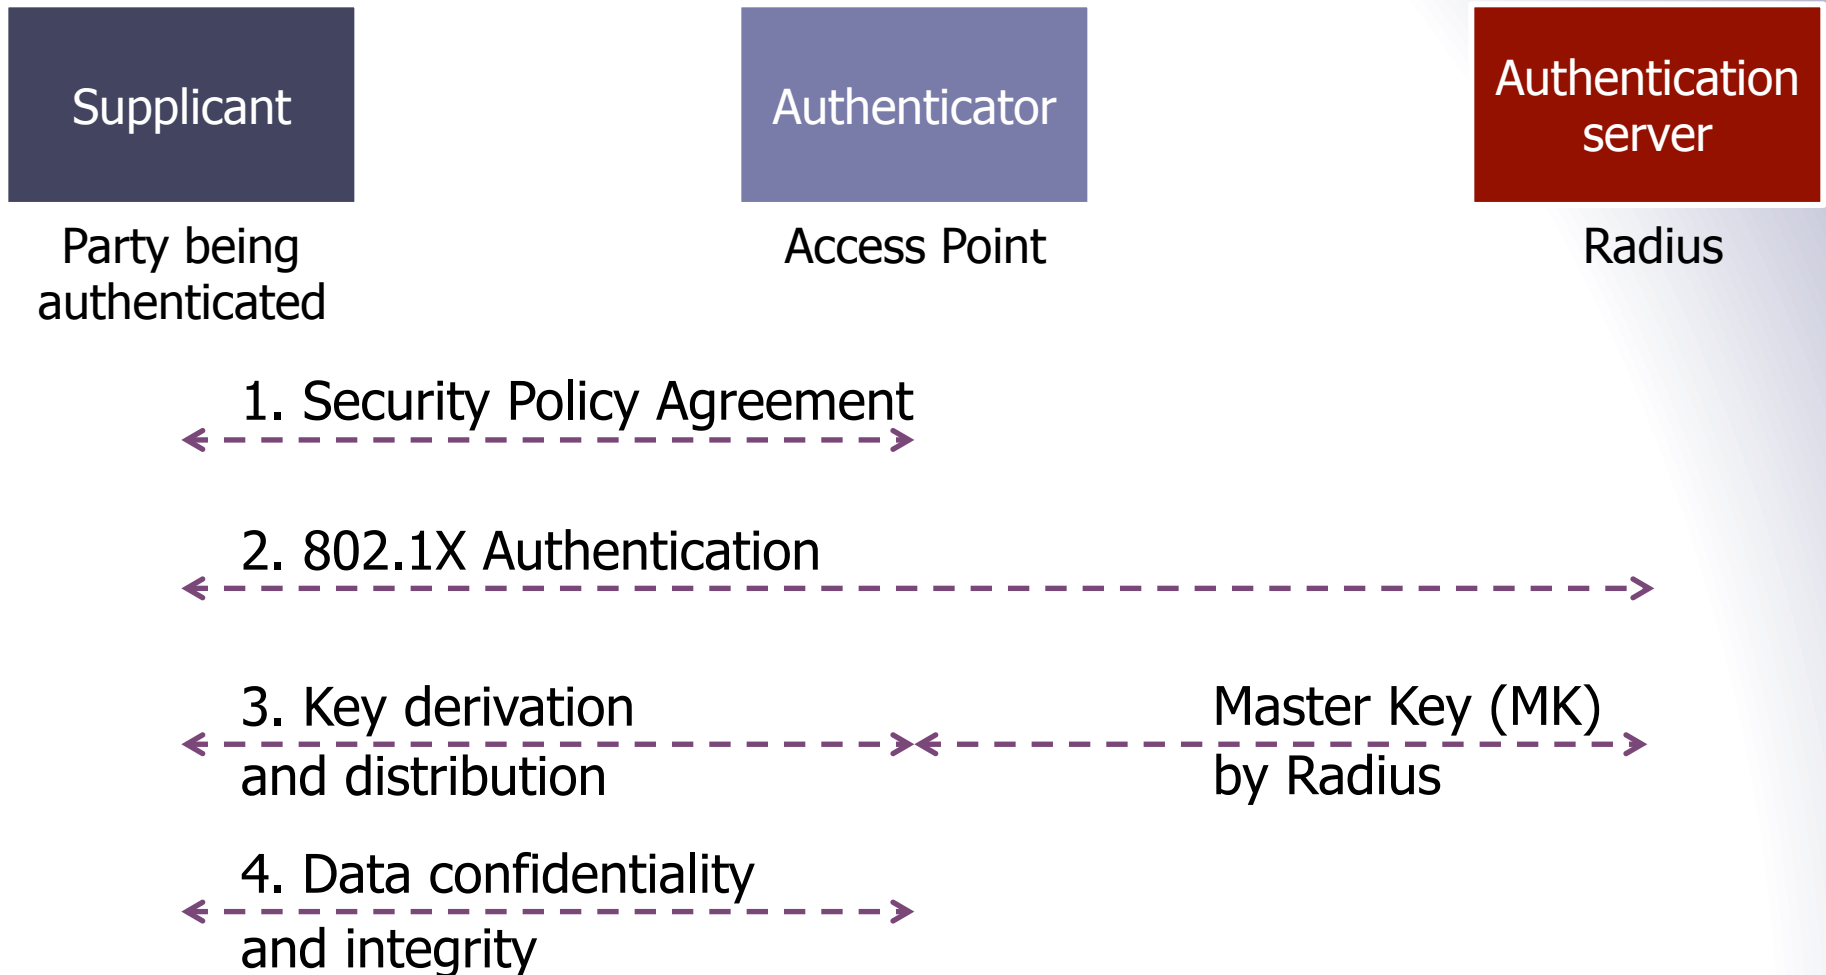 Supplicant
Authenticator
Authentication
server
Party being
authenticated
Access Point
Radius
1. Security Policy Agreement
2. 802.1X Authentication
3. Key derivation
and distribution
Master Key (MK)
by Radius
4. Data confidentiality
and integrity